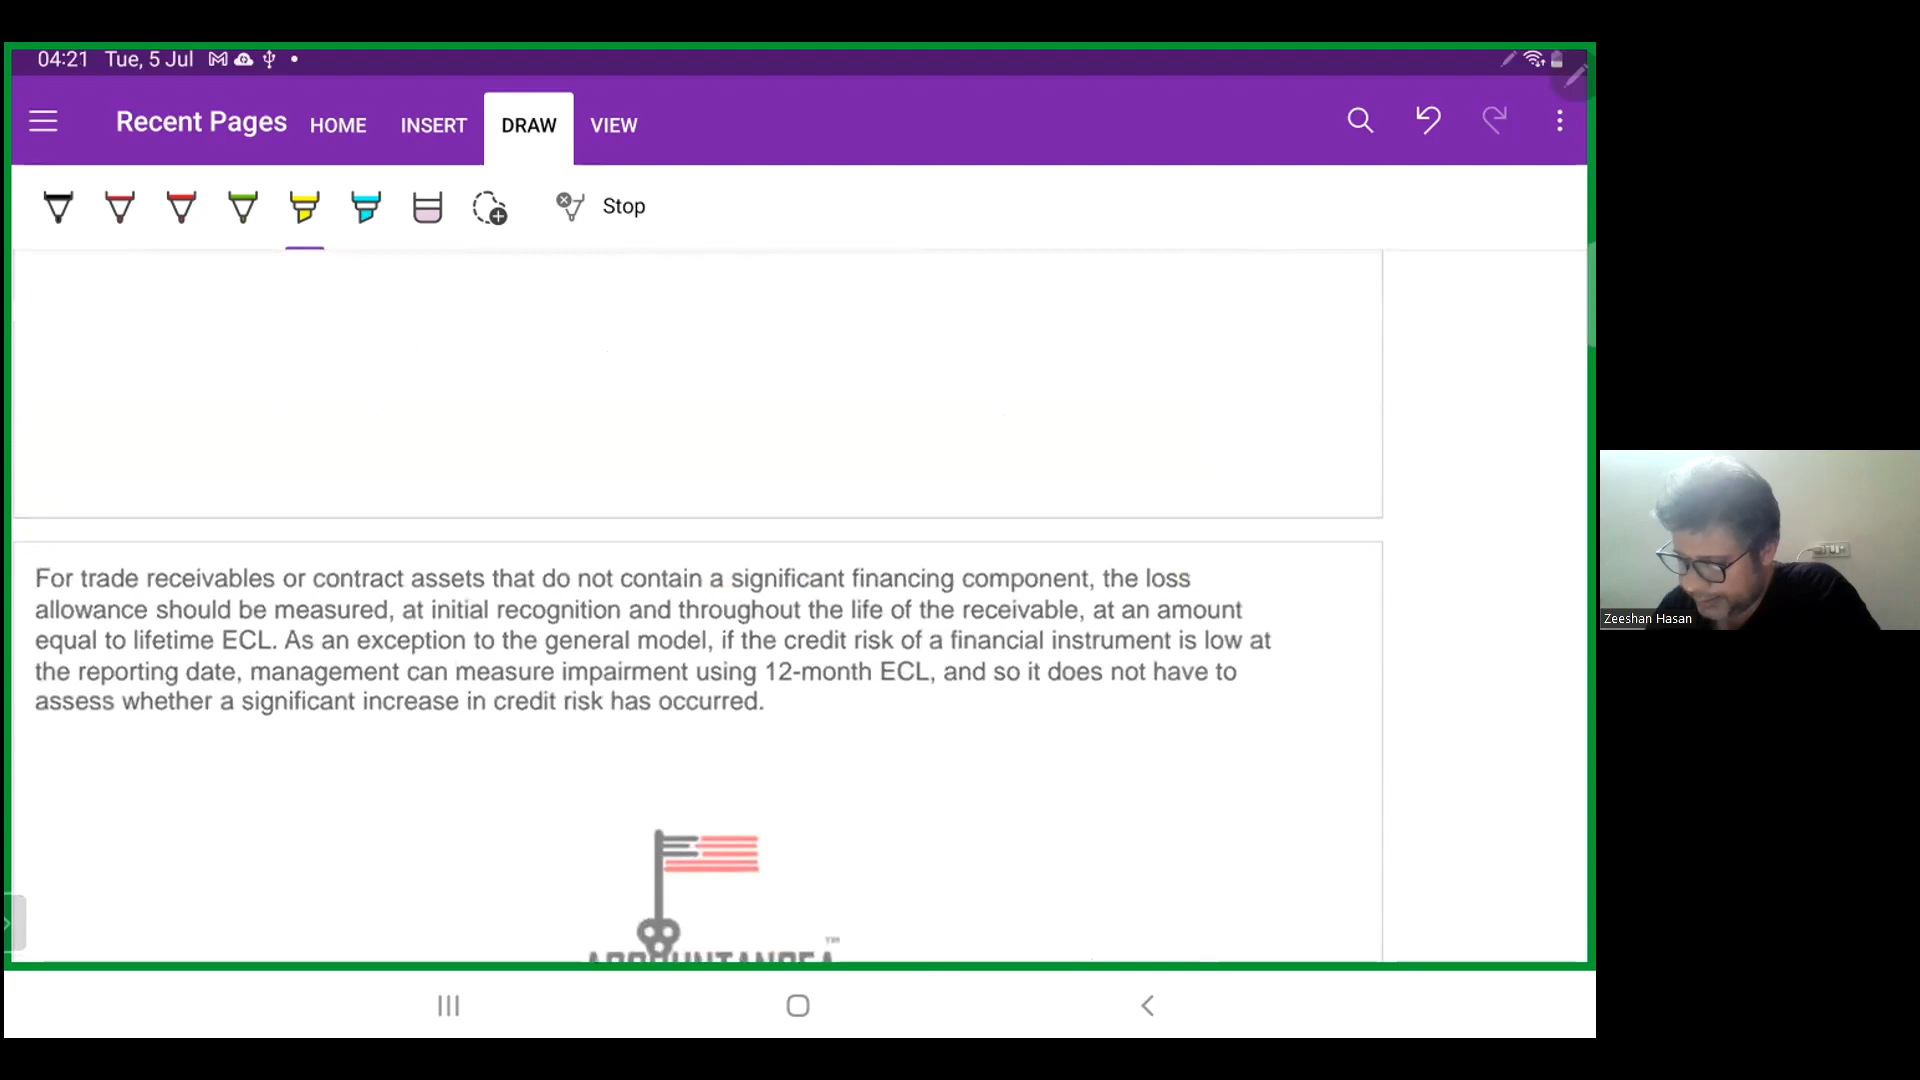 04:21 Tue, 5 Jul
Recent Pages HOME INSERT DRAW VIEW
Stop
For trade receivables or contract assets that do not contain a significant financing component, the loss
allowance should be measured, at initial recognition and throughout the life of the receivable, at an amount
equal to lifetime ECL. As an exception to the general model, if the credit risk of a financial instrument is low at
the reporting date, management can measure impairment using 12-month ECL, and so it does not have to
assess whether a significant increase in credit risk has occurred.
TM
Zeeshan Hasan